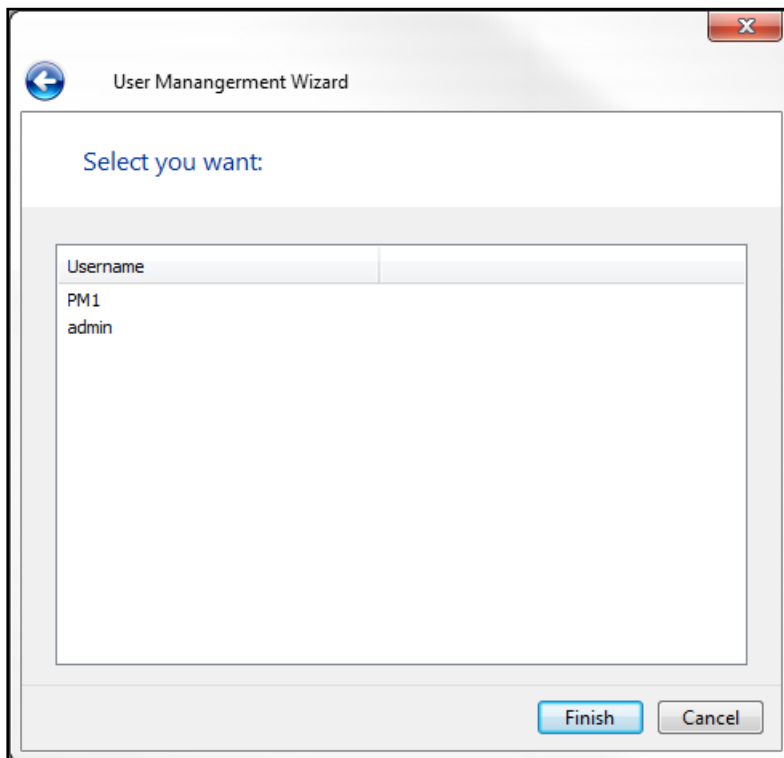 User Manangerment Wizard
Select you want:
Username
PM1
admin
Finish Cancel